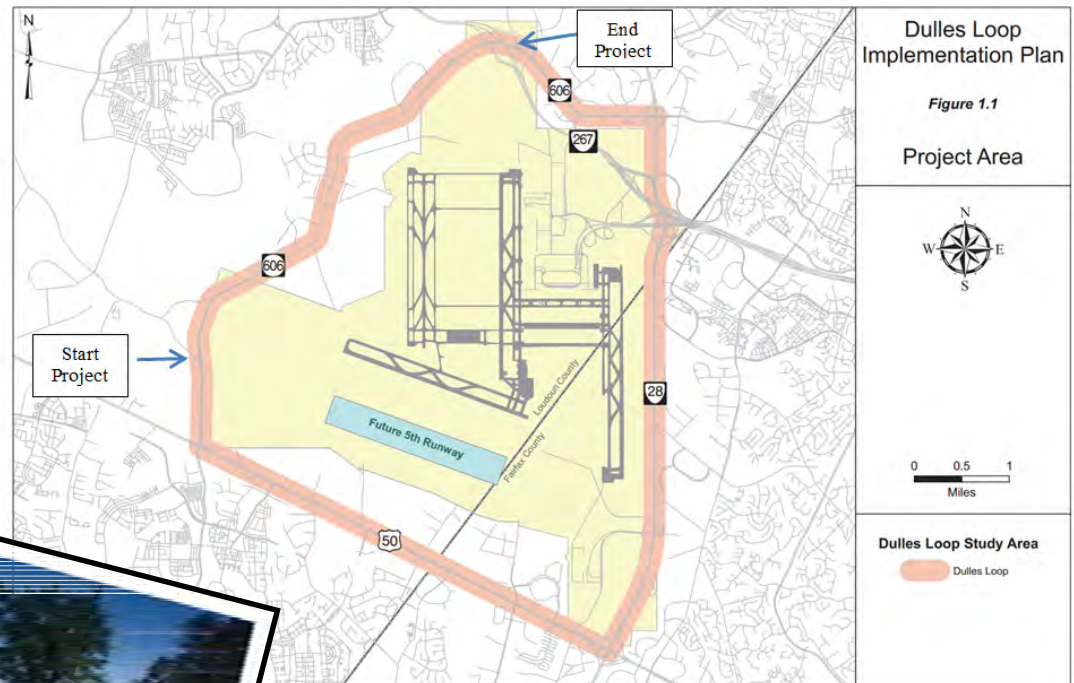 N
End
Project
606
267
606
Start
Project
Loudoun County
Fairfax County
Future 5th Runway
28
50
Dulles Loop
Implementation Plan
Figure 1.1
Project Area
N
W E
S
0 0.5 1
Miles
Dulles Loop Study Area
Dulles Loop